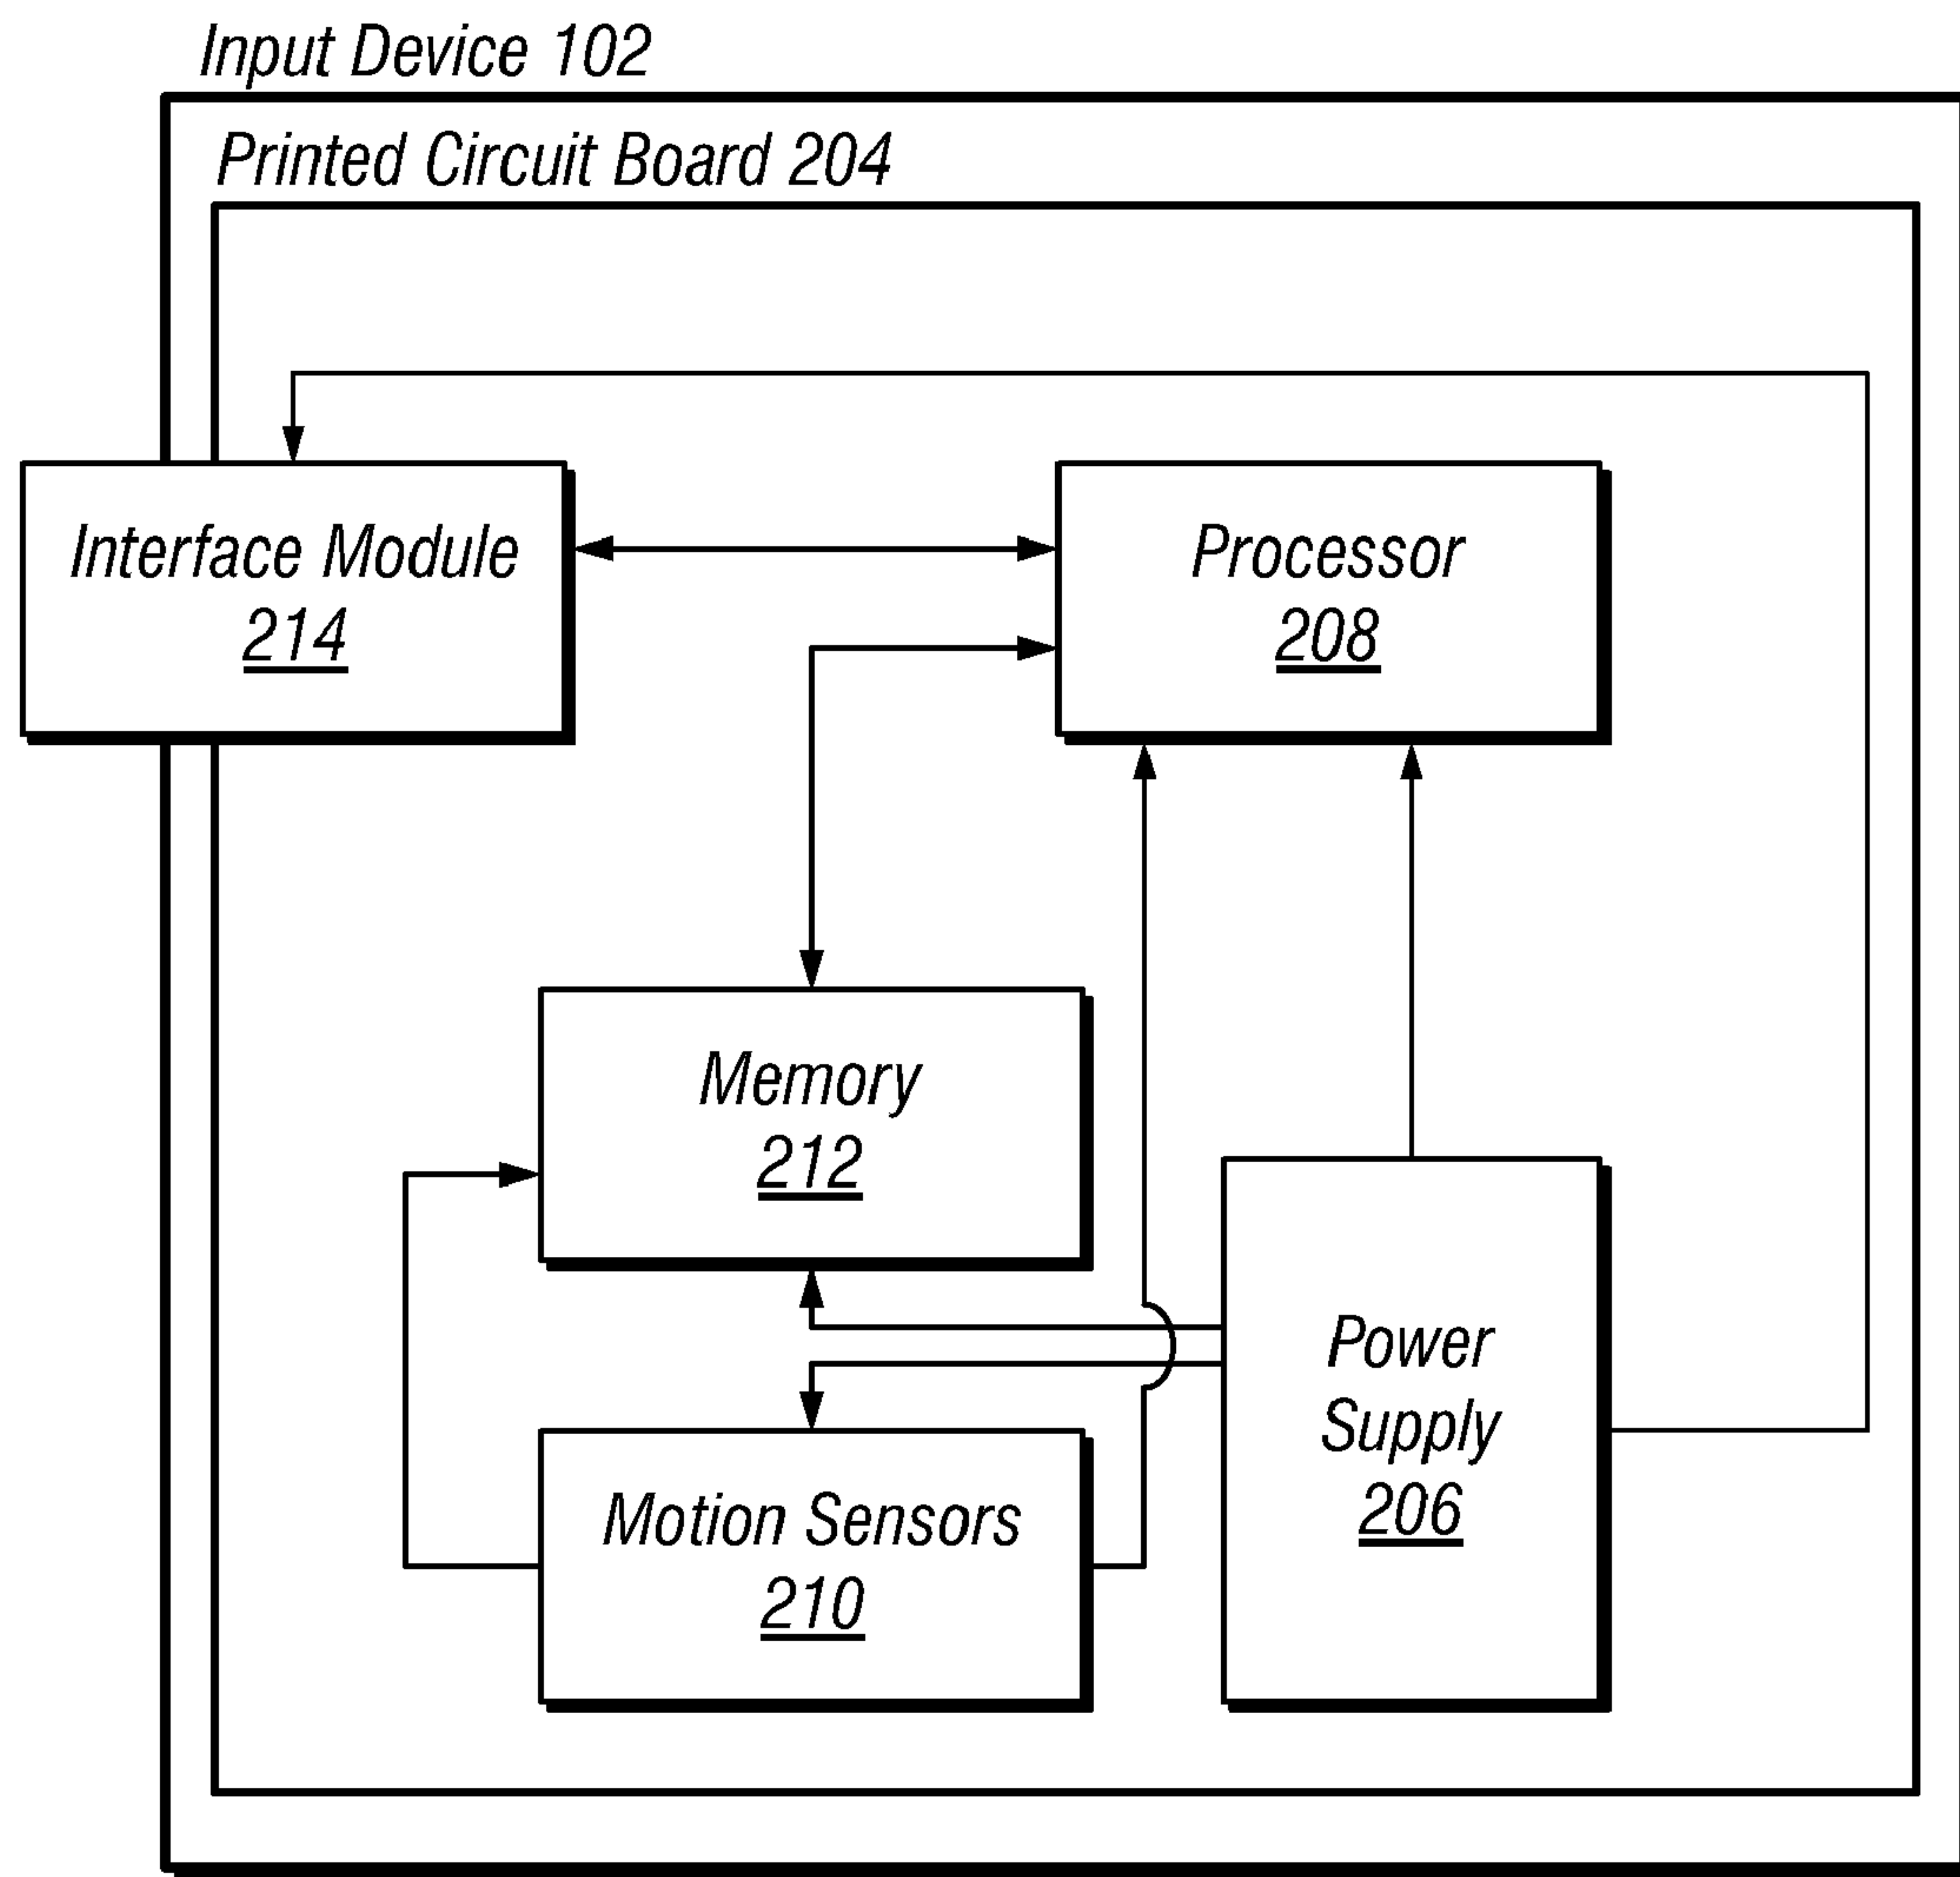 Input Device 102
Printed Circuit Board 204
Interface Module
214
Processor
208
Memory
212
Power
Supply
206
Motion Sensors
210